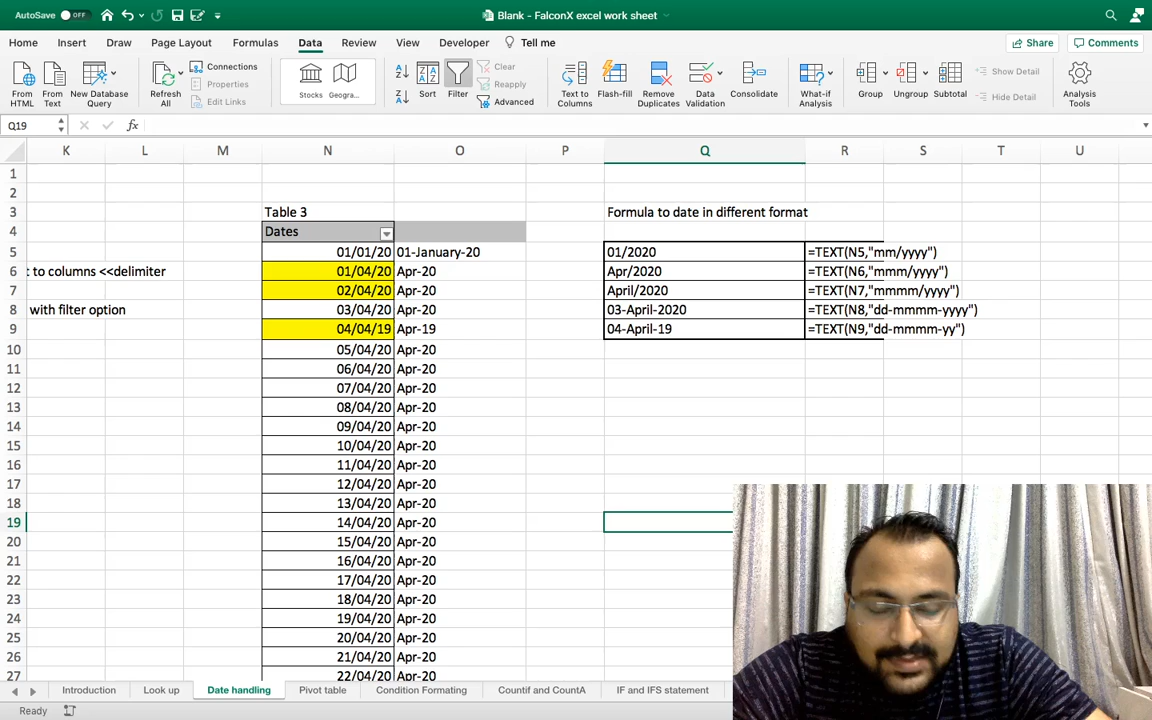 AutoSave OFF Blank - FalconX excel work sheet
Home Insert Draw Page Layout Formulas Data Review View Developer Tell me Share Comments
From HTML
From Text
New Database Query
Refresh All
Connections
Properties
Edit Links
Stocks Geogra...
Sort
Filter
Clear
Reapply
Advanced
Text to Columns
Flash-fill
Remove Duplicates
Data Validation
Consolidate
What-if Analysis
Group
Ungroup
Subtotal
Show Detail
Hide Detail
Analysis Tools
Q19 fx
K L M N O P Q R S T U
1
2
3 Table 3 Formula to date in different format
4 Dates
5 01/01/20 01-January-20 01/2020 =TEXT(N5,"mm/yyyy")
6 t to columns <<delimiter 01/04/20 Apr-20 Apr/2020 =TEXT(N6,"mmm/yyyy")
7 02/04/20 Apr-20 April/2020 =TEXT(N7,"mmmm/yyyy")
8 with filter option 03/04/20 Apr-20 03-April-2020 =TEXT(N8,"dd-mmmm-yyyy")
9 04/04/19 Apr-19 04-April-19 =TEXT(N9,"dd-mmmm-yy")
10 05/04/20 Apr-20
11 06/04/20 Apr-20
12 07/04/20 Apr-20
13 08/04/20 Apr-20
14 09/04/20 Apr-20
15 10/04/20 Apr-20
16 11/04/20 Apr-20
17 12/04/20 Apr-20
18 13/04/20 Apr-20
19 14/04/20 Apr-20
20 15/04/20 Apr-20
21 16/04/20 Apr-20
22 17/04/20 Apr-20
23 18/04/20 Apr-20
24 19/04/20 Apr-20
25 20/04/20 Apr-20
26 21/04/20 Apr-20
27 22/04/20 Apr-20
Introduction Look up Date handling Pivot table Condition Formating Countif and CountA IF and IFS statement
Ready